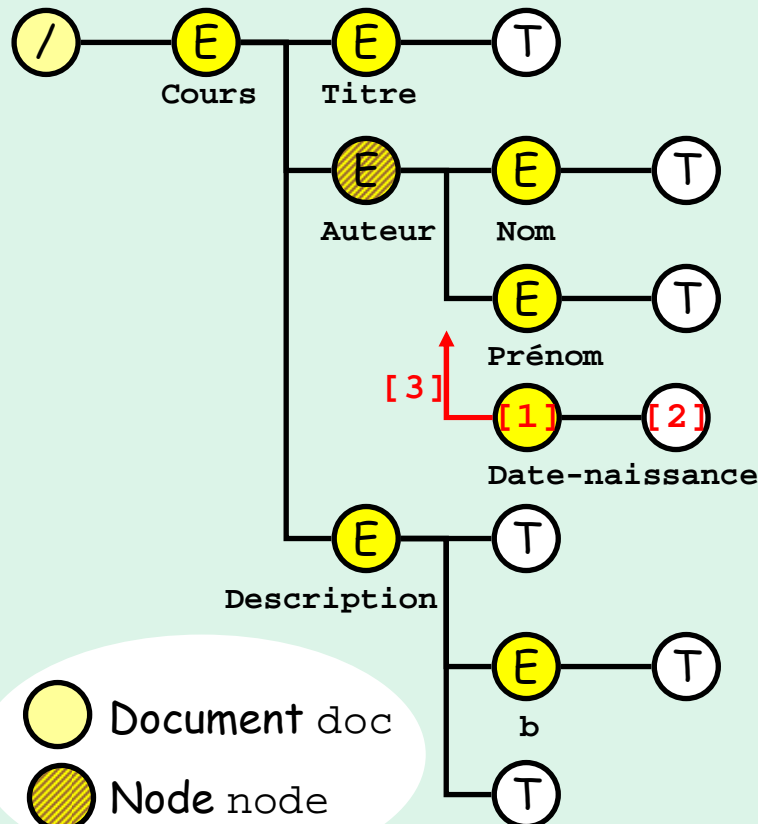 / E E T
Cours Titre
E E T
Auteur Nom
E T
Prénom
[3]
[1] [2]
Date-naissance
E T
Description
E T
b
Document doc
T
Node node